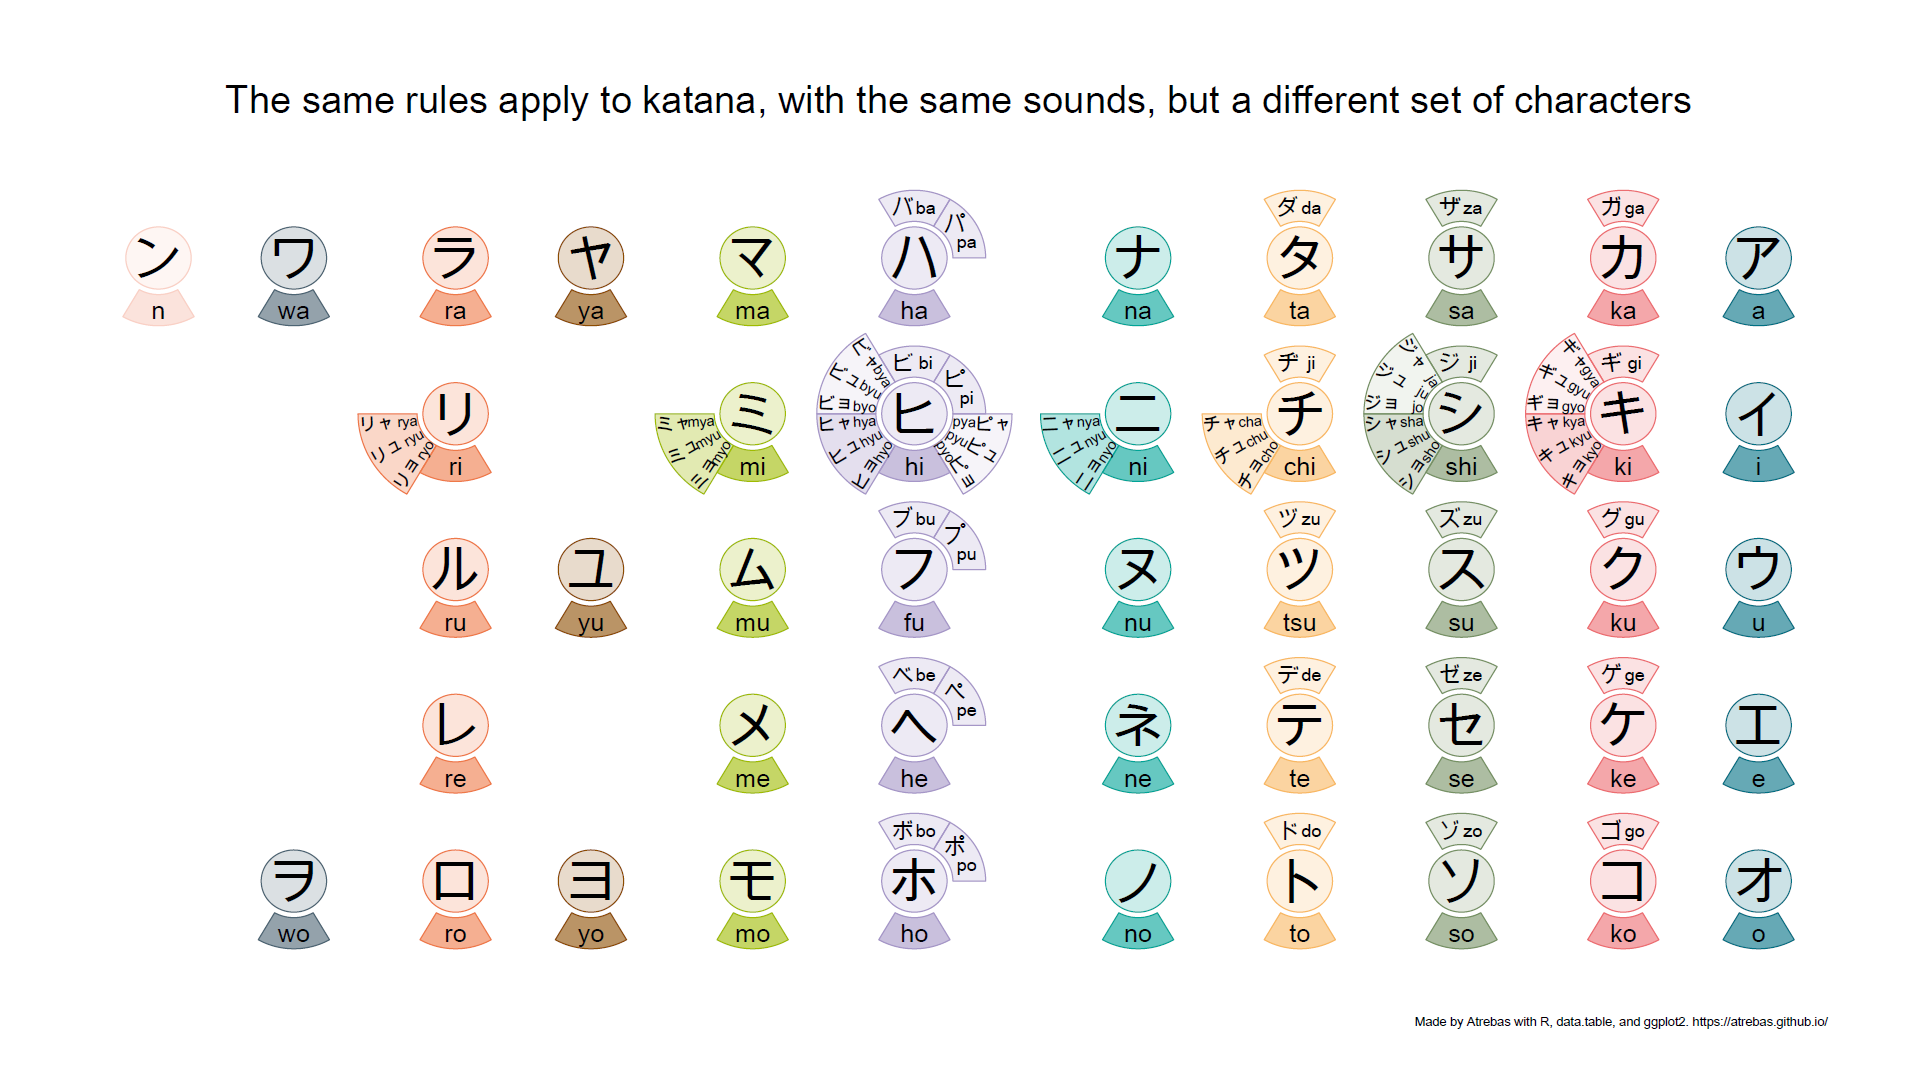 The same rules apply to katana, with the same sounds, but a different set of characters
バ ba パ pa ダ da ザ za ガ ga
ン ワ ラ ヤ マ ハ ナ タ サ カ ア
n wa ra ya ma ha na ta sa ka a
ビャ bya ビュ byu ビョ byo ビ bi ピ pi ヂ ji ジャ ja ジュ ju ジョ jo ジ ji ギャ gya ギュ gyu ギョ gyo ギ gi
リ ミ ヒ ニ チ シ キ イ
リャ rya リュ ryu リョ ryo ミャ mya ミュ myu ミョ myo ヒャ hya ヒュ hyu ヒョ hyo pya ピャ pyu ピュ pyo ピョ ニャ nya ニュ nyu ニョ nyo チャ cha チュ chu チョ cho シャ sha シュ shu ショ sho キャ kya キュ kyu キョ kyo
ri mi hi ni chi shi ki i
ブ bu プ pu ヅ zu ズ zu グ gu
ル ユ ム フ ヌ ツ ス ク ウ
ru yu mu fu nu tsu su ku u
ベ be ペ pe デ de ゼ ze ゲ ge
レ メ ヘ ネ テ セ ケ エ
re me he ne te se ke e
ボ bo ポ po ド do ゾ zo ゴ go
ヲ ロ ヨ モ ホ ノ ト ソ コ オ
wo ro yo mo ho no to so ko o
Made by Atrebas with R, data.table, and ggplot2. https://atrebas.github.io/